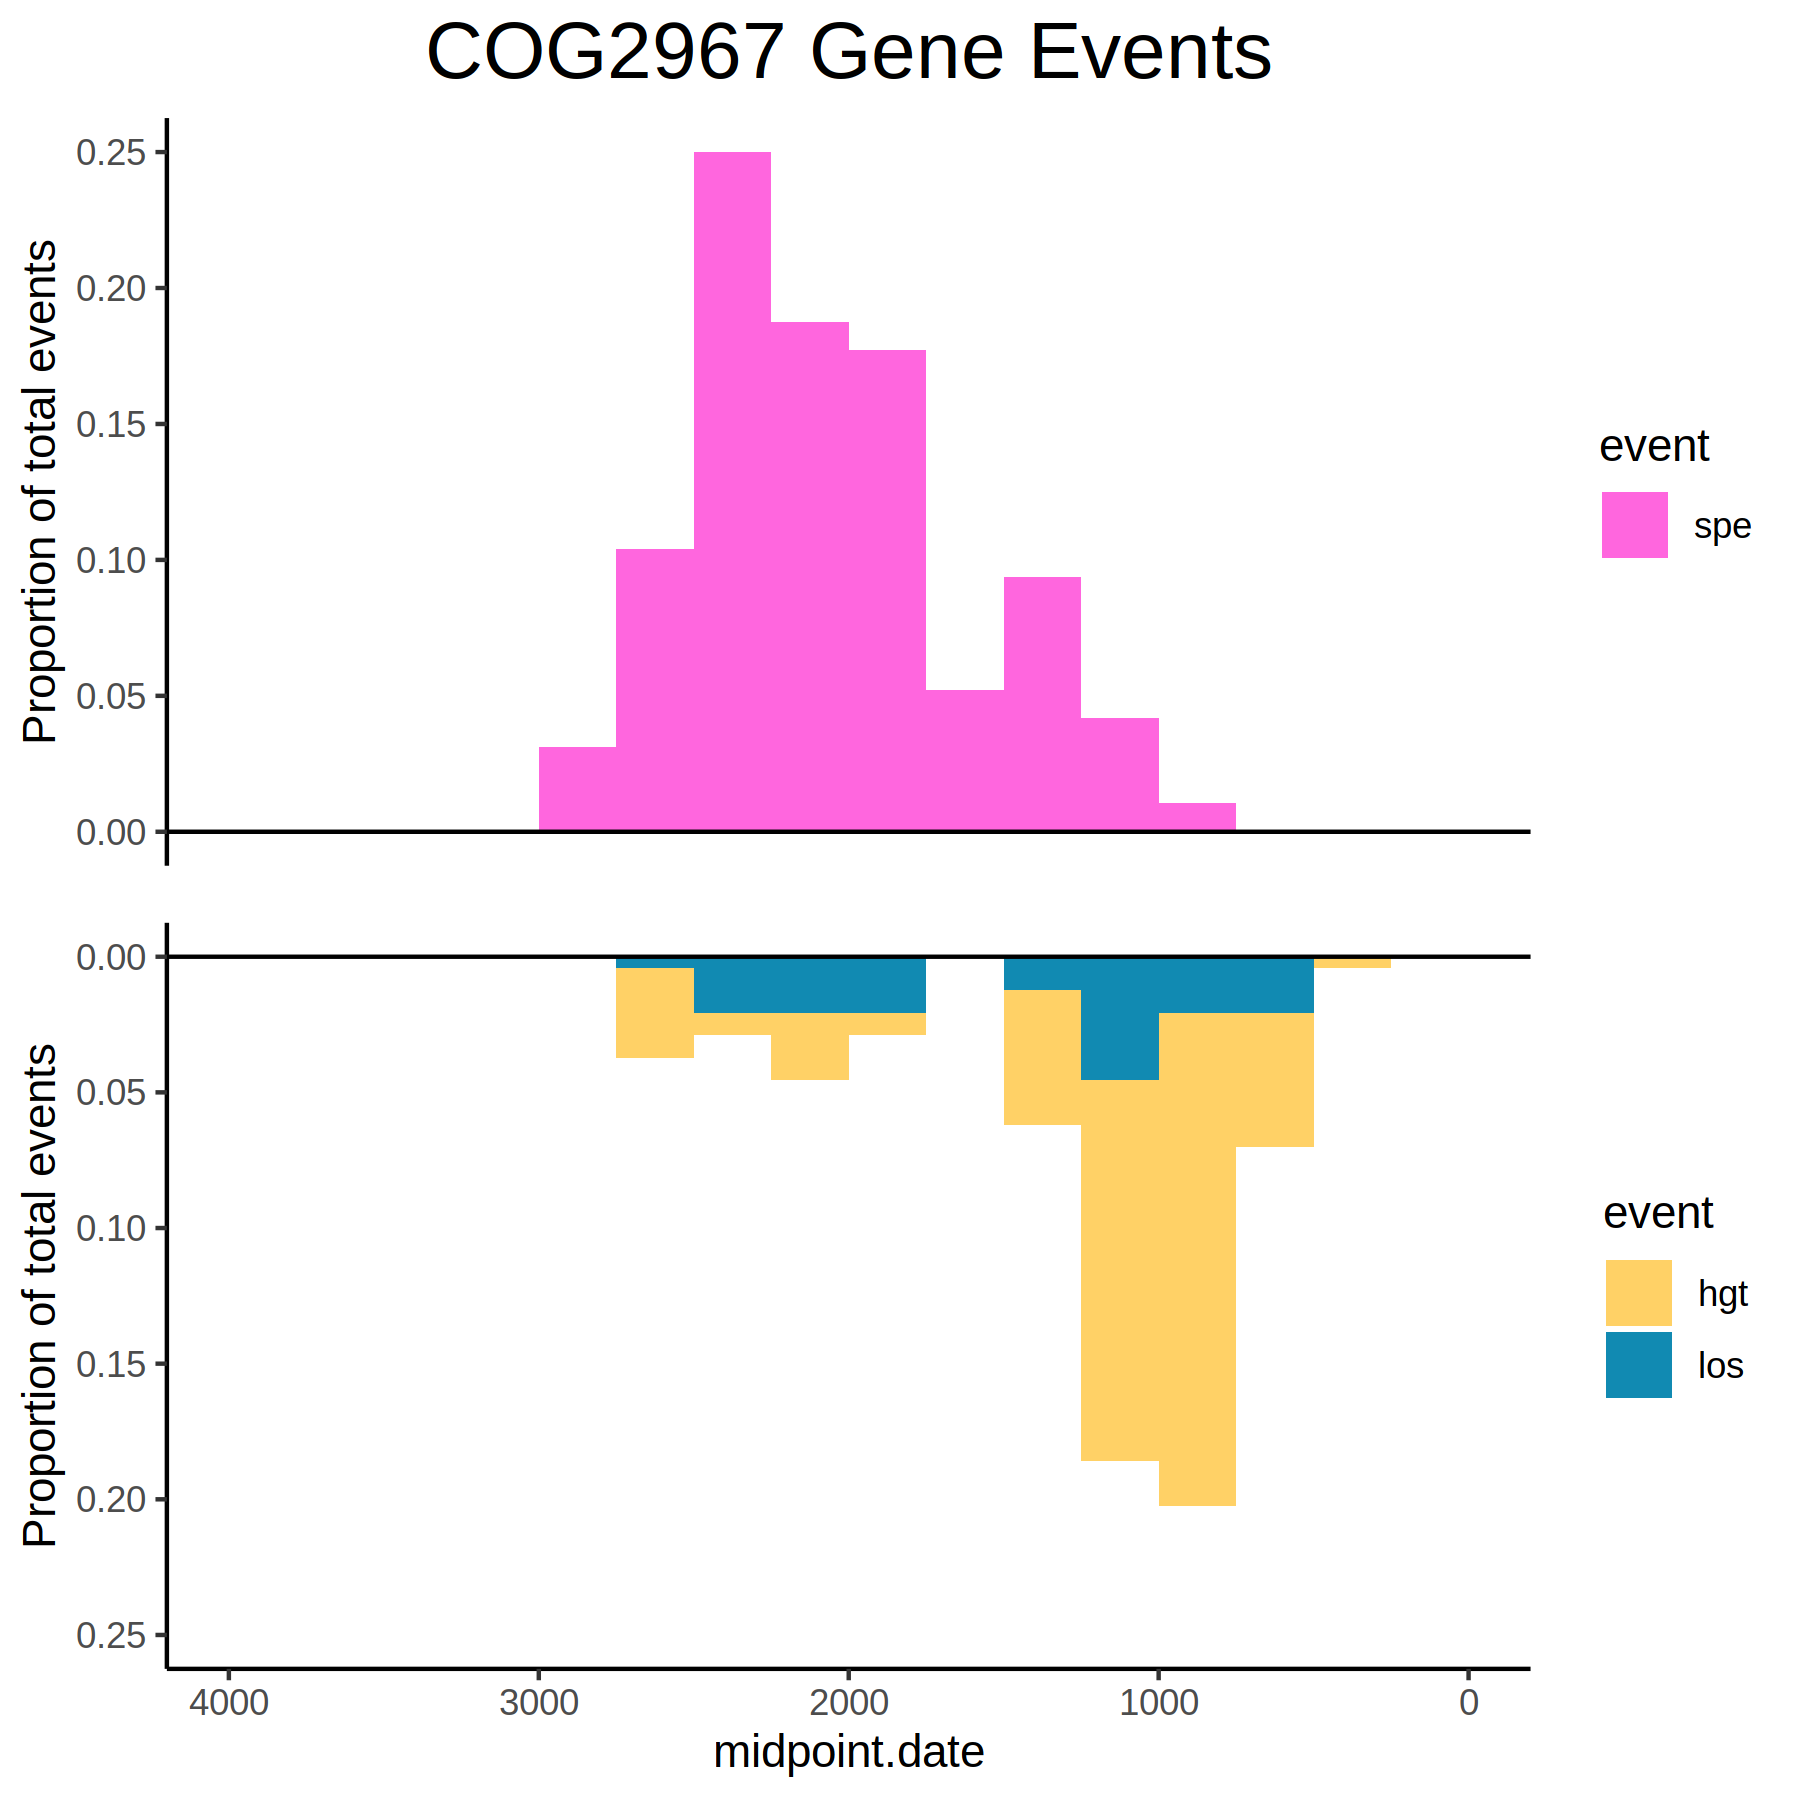 COG2967 Gene Events
Proportion of total events
0.25
0.20
0.15
0.10
0.05
0.00
event
spe
Proportion of total events
0.00
0.05
0.10
0.15
0.20
0.25
event
hgt
los
4000 3000 2000 1000 0
midpoint.date